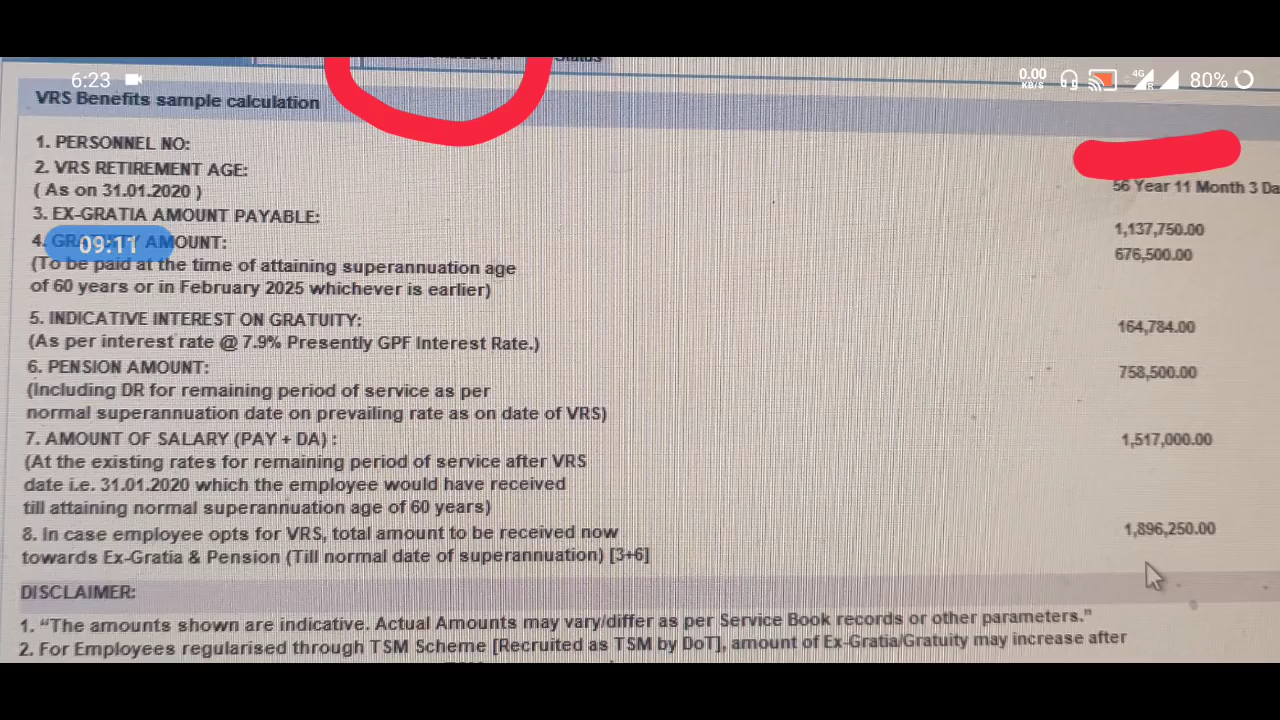 Status
6:23
0.00
KB/S
4G
R
80%
VRS Benefits sample calculation
1. PERSONNEL NO:
2. VRS RETIREMENT AGE:
( As on 31.01.2020 )
56 Year 11 Month 3 Da
3. EX-GRATIA AMOUNT PAYABLE:
1,137,750.00
4. GRATUITY AMOUNT:
09:11
676,500.00
(To be paid at the time of attaining superannuation age
of 60 years or in February 2025 whichever is earlier)
5. INDICATIVE INTEREST ON GRATUITY:
164,784.00
(As per interest rate @ 7.9% Presently GPF Interest Rate.)
6. PENSION AMOUNT:
758,500.00
(Including DR for remaining period of service as per
normal superannuation date on prevailing rate as on date of VRS)
7. AMOUNT OF SALARY (PAY + DA) :
1,517,000.00
(At the existing rates for remaining period of service after VRS
date i.e. 31.01.2020 which the employee would have received
till attaining normal superannuation age of 60 years)
8. In case employee opts for VRS, total amount to be received now
1,896,250.00
towards Ex-Gratia & Pension (Till normal date of superannuation) [3+6]
DISCLAIMER:
1. “The amounts shown are indicative. Actual Amounts may vary/differ as per Service Book records or other parameters.”
2. For Employees regularised through TSM Scheme [Recruited as TSM by DoT], amount of Ex-Gratia/Gratuity may increase after